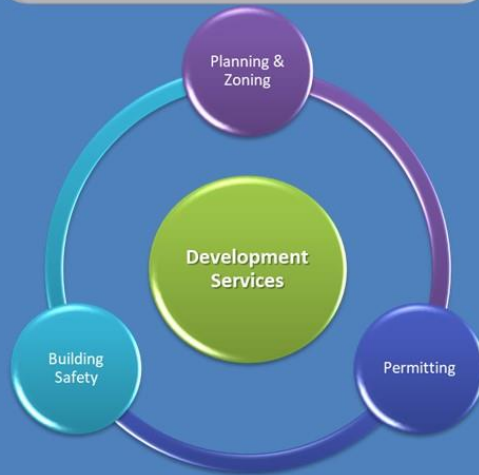 Planning &
Zoning
Development
Services
Building
Safety
Permitting